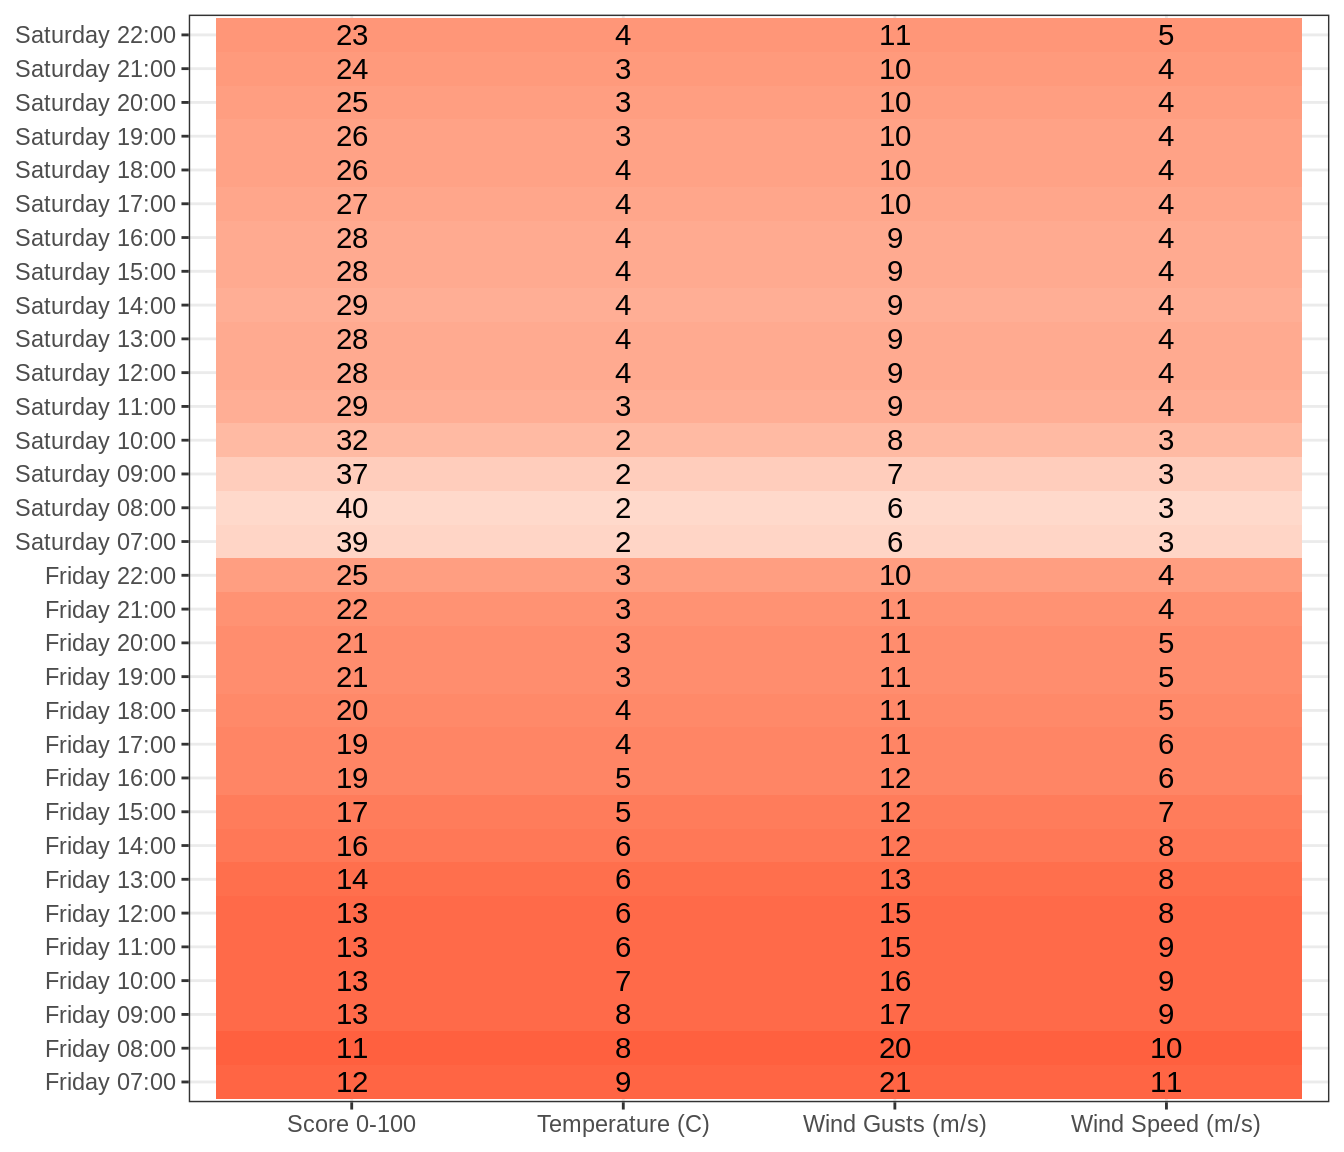 Saturday 22:00 23 4 11 5
Saturday 21:00 24 3 10 4
Saturday 20:00 25 3 10 4
Saturday 19:00 26 3 10 4
Saturday 18:00 26 4 10 4
Saturday 17:00 27 4 10 4
Saturday 16:00 28 4 9 4
Saturday 15:00 28 4 9 4
Saturday 14:00 29 4 9 4
Saturday 13:00 28 4 9 4
Saturday 12:00 28 4 9 4
Saturday 11:00 29 3 9 4
Saturday 10:00 32 2 8 3
Saturday 09:00 37 2 7 3
Saturday 08:00 40 2 6 3
Saturday 07:00 39 2 6 3
Friday 22:00 25 3 10 4
Friday 21:00 22 3 11 4
Friday 20:00 21 3 11 5
Friday 19:00 21 3 11 5
Friday 18:00 20 4 11 5
Friday 17:00 19 4 11 6
Friday 16:00 19 5 12 6
Friday 15:00 17 5 12 7
Friday 14:00 16 6 12 8
Friday 13:00 14 6 13 8
Friday 12:00 13 6 15 8
Friday 11:00 13 6 15 9
Friday 10:00 13 7 16 9
Friday 09:00 13 8 17 9
Friday 08:00 11 8 20 10
Friday 07:00 12 9 21 11
Score 0-100 Temperature (C) Wind Gusts (m/s) Wind Speed (m/s)